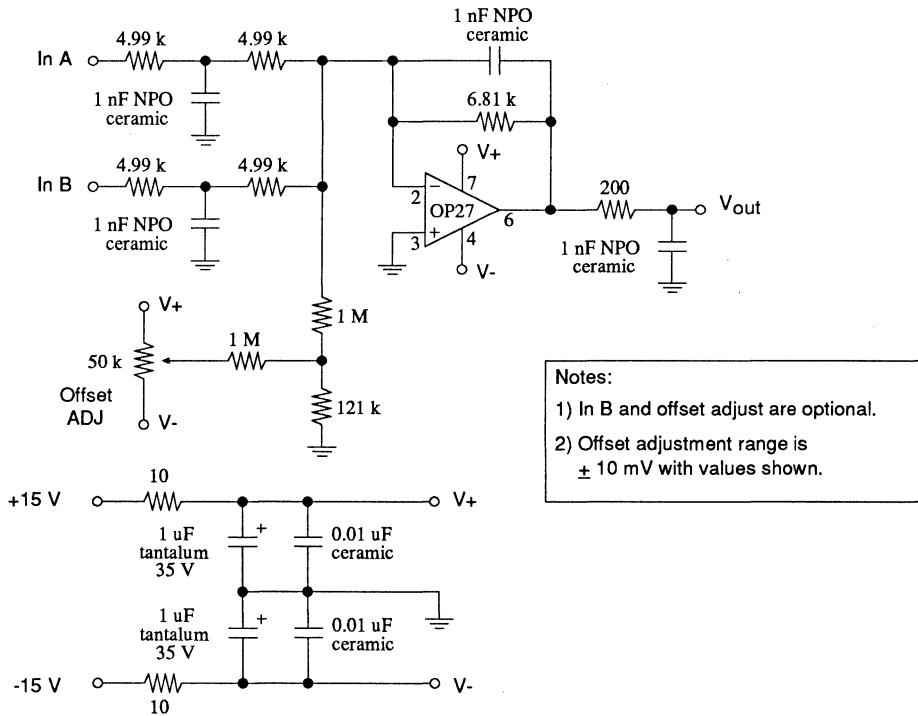 1 nF NPO
ceramic
4.99 k
4.99 k
In A
1 nF NPO
ceramic
6.81 k
V+
4.99 k
4.99 k
In B
7
2
−
OP27
6
3
+
4
200
Vout
1 nF NPO
ceramic
1 nF NPO
ceramic
V-
V+
1 M
1 M
50 k
Offset
ADJ
121 k
V-
Notes:
1) In B and offset adjust are optional.
2) Offset adjustment range is
± 10 mV with values shown.
10
+15 V
V+
1 uF
tantalum
35 V
+
0.01 uF
ceramic
1 uF
tantalum
35 V
+
0.01 uF
ceramic
-15 V
V-
10